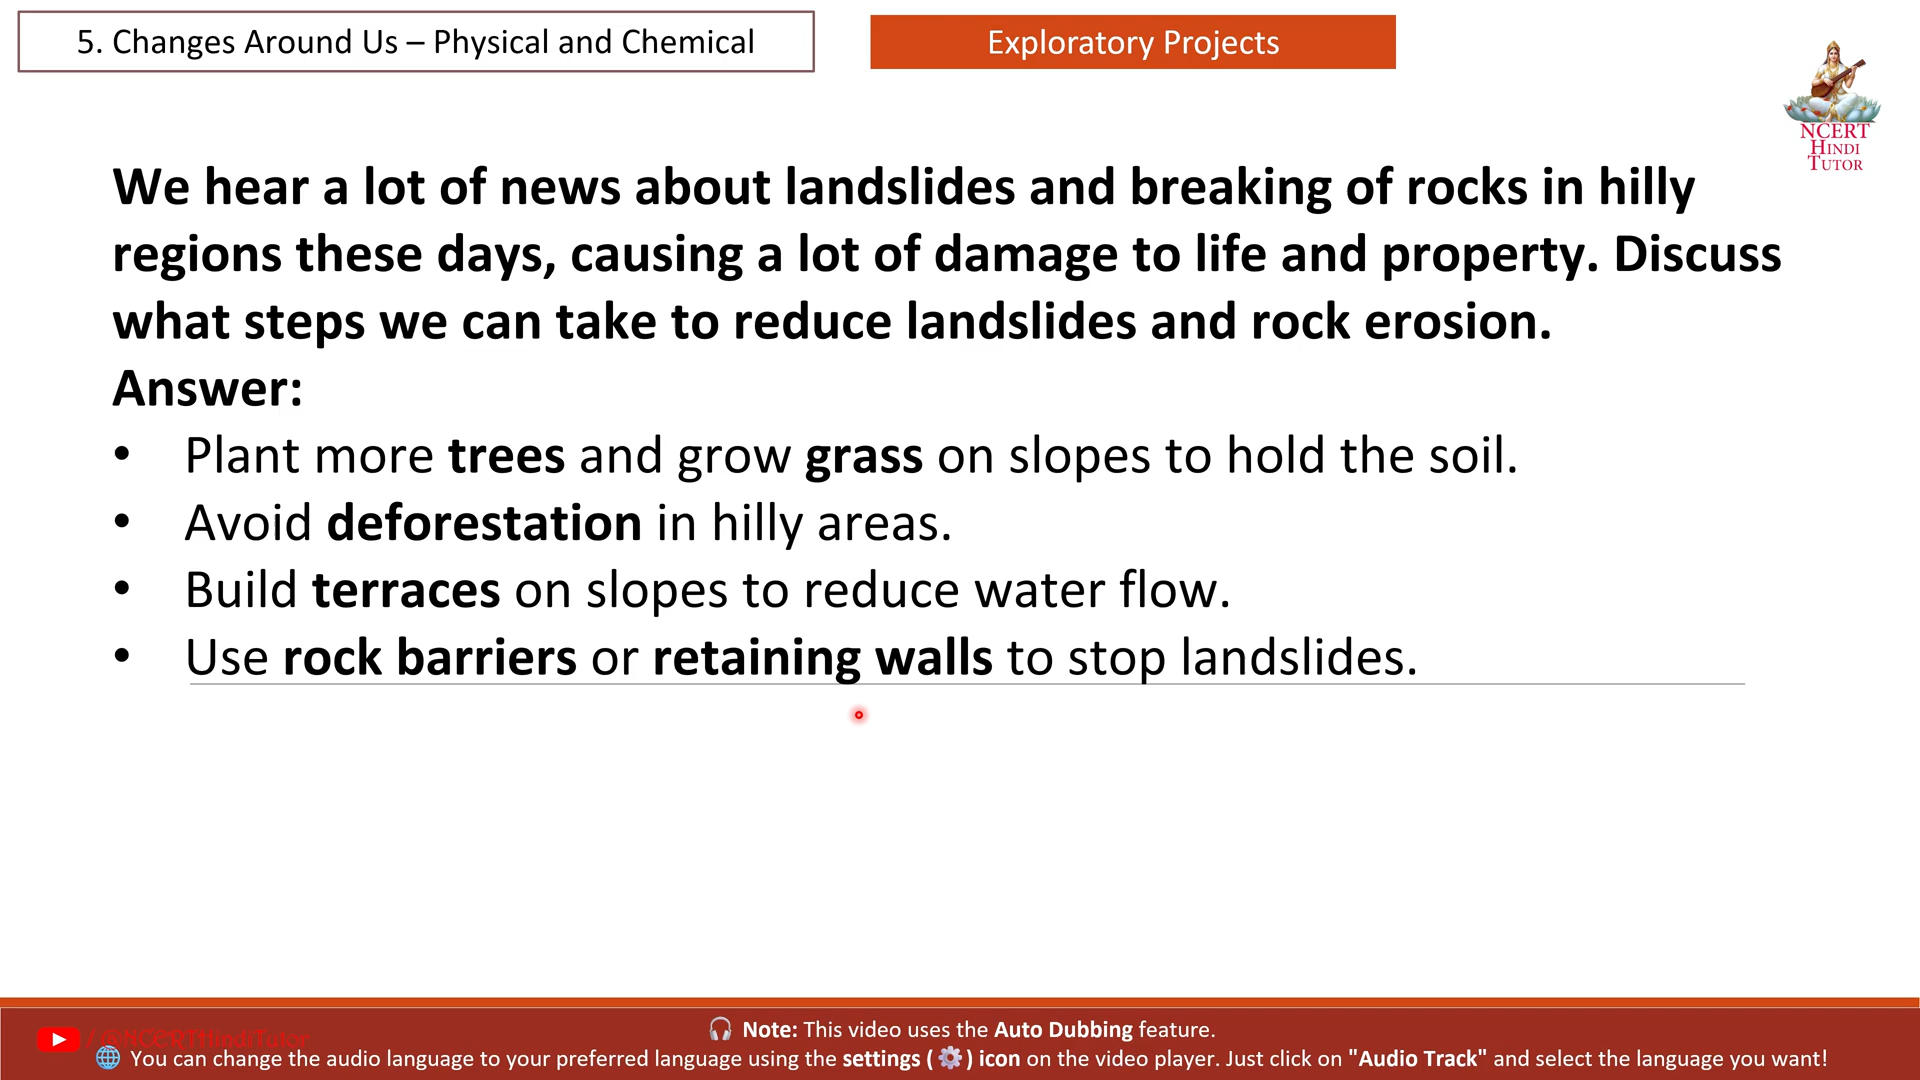 5. Changes Around Us – Physical and Chemical
Exploratory Projects
NCERT
HINDI
TUTOR
We hear a lot of news about landslides and breaking of rocks in hilly
regions these days, causing a lot of damage to life and property. Discuss
what steps we can take to reduce landslides and rock erosion.
Answer:
• Plant more trees and grow grass on slopes to hold the soil.
• Avoid deforestation in hilly areas.
• Build terraces on slopes to reduce water flow.
• Use rock barriers or retaining walls to stop landslides.
🎧 Note: This video uses the Auto Dubbing feature.
/@NCERTHindiTutor
🌐 You can change the audio language to your preferred language using the settings (⚙️) icon on the video player. Just click on "Audio Track" and select the language you want!